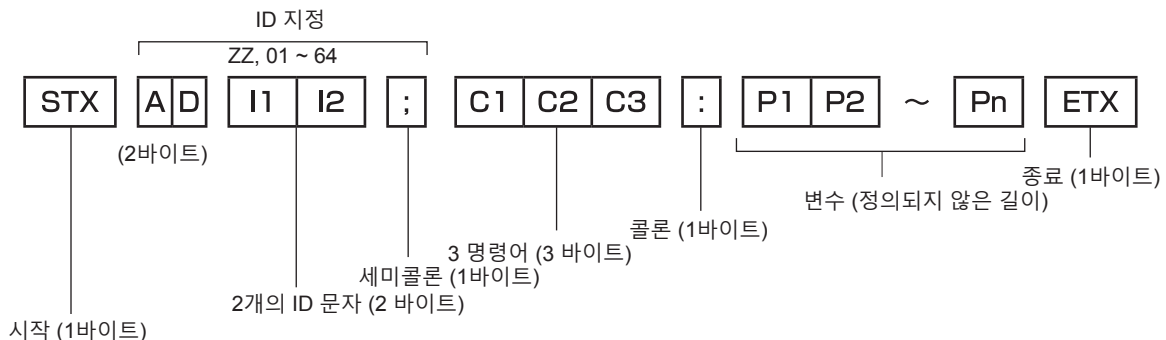 ID 지정
ZZ, 01 ~ 64
STX A D I1 I2 ; C1 C2 C3 : P1 P2 ~ Pn ETX
(2바이트)
종료 (1바이트)
변수 (정의되지 않은 길이)
콜론 (1바이트)
3 명령어 (3 바이트)
세미콜론 (1바이트)
2개의 ID 문자 (2 바이트)
시작 (1바이트)